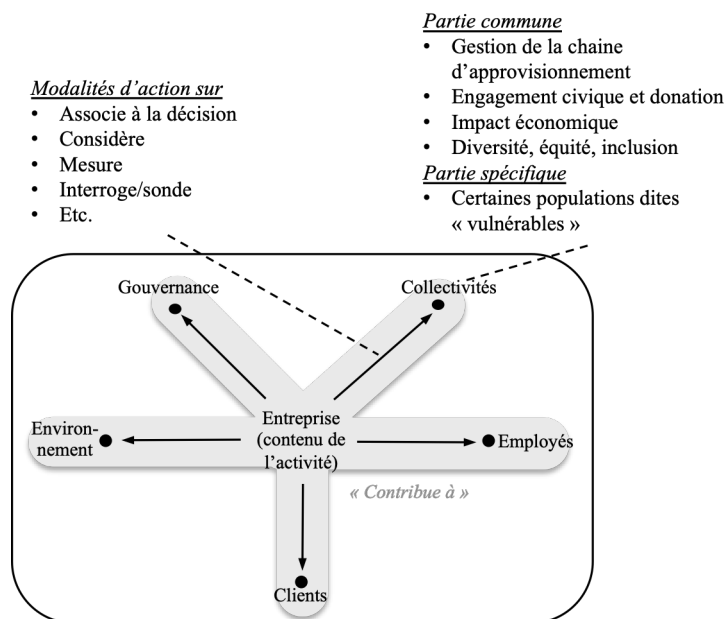 Partie commune
• Gestion de la chaine
d’approvisionnement
• Engagement civique et donation
• Impact économique
• Diversité, équité, inclusion
Partie spécifique
• Certaines populations dites
« vulnérables »
Modalités d’action sur
• Associe à la décision
• Considère
• Mesure
• Interroge/sonde
• Etc.
Gouvernance
Collectivités
Environ-
nement
Entreprise
(contenu de
l’activité)
Employés
« Contribue à »
Clients